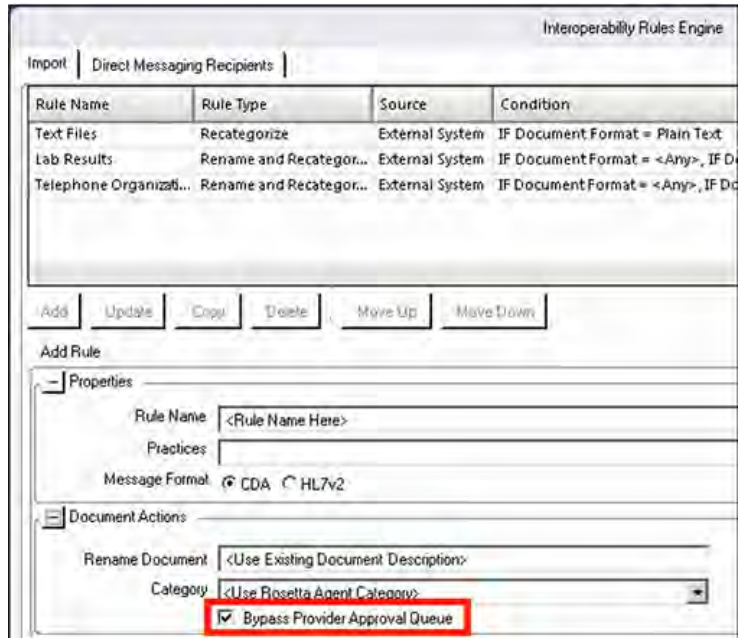 Interoperability Rules Engine
Import Direct Messaging Recipients
Rule Name Rule Type Source Condition
Text Files Recategorize External System IF Document Format = Plain Text
Lab Results Rename and Recategor... External System IF Document Format = <Any>, IF D
Telephone Organizati... Rename and Recategor... External System IF Document Format = <Any>, IF Do
Add Update Copy Delete Move Up Move Down
Add Rule
Properties
Rule Name <Rule Name Here>
Practices
Message Format CDA HL7v2
Document Actions
Rename Document <Use Existing Document Description>
Category <Use Rosetta Agent Category>
Bypass Provider Approval Queue